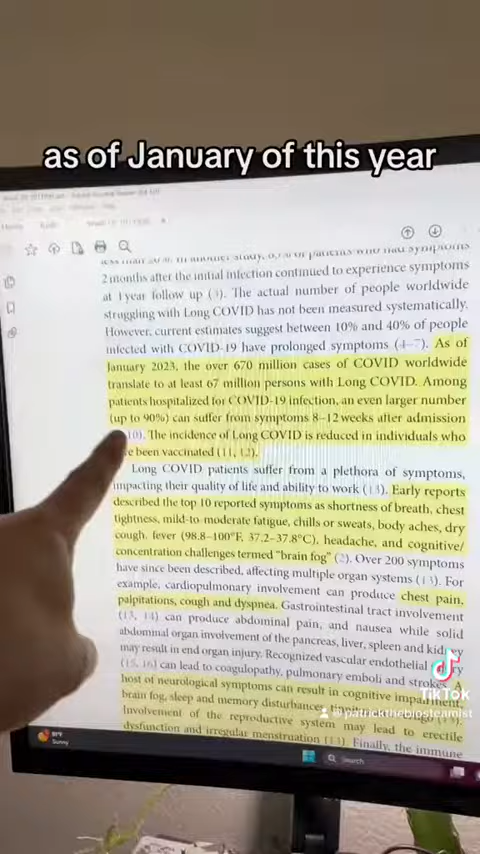 as of January of this year
2 months after the initial infection continued to experience symptoms
at 1 year follow up (3). The actual number of people worldwide
struggling with Long COVID has not been measured systematically.
However, current estimates suggest between 10% and 40% of people
infected with COVID-19 have prolonged symptoms (4–7). As of
January 2023, the over 670 million cases of COVID worldwide
translate to at least 67 million persons with Long COVID. Among
patients hospitalized for COVID-19 infection, an even larger number
(up to 90%) can suffer from symptoms 8–12 weeks after admission
10). The incidence of Long COVID is reduced in individuals who
been vaccinated (11, 12).
Long COVID patients suffer from a plethora of symptoms,
impacting their quality of life and ability to work (13). Early reports
described the top 10 reported symptoms as shortness of breath, chest
tightness, mild-to moderate fatigue, chills or sweats, body aches, dry
cough, fever (98.8–100°F, 37.2–37.8°C), headache, and cognitive/
concentration challenges termed "brain fog" (2). Over 200 symptoms
have since been described, affecting multiple organ systems (13). For
example, cardiopulmonary involvement can produce chest pain,
palpitations, cough and dyspnea. Gastrointestinal tract involvement
(13, 14) can produce abdominal pain, and nausea while solid
abdominal organ involvement of the pancreas, liver, spleen and
may result in end organ injury. Recognized vascular endothelial
(15, 16) can lead to coagulopathy, pulmonary emboli and strokes. A
host of neurological symptoms can result in cognitive impairment,
brain fog, sleep and memory disturbances,
Involvement of the reproductive system may lead to erectile
dysfunction and irregular menstruation (13). Finally, the immune
TikTok
@patrickthebiosteamist
89°F
Sunny
Search